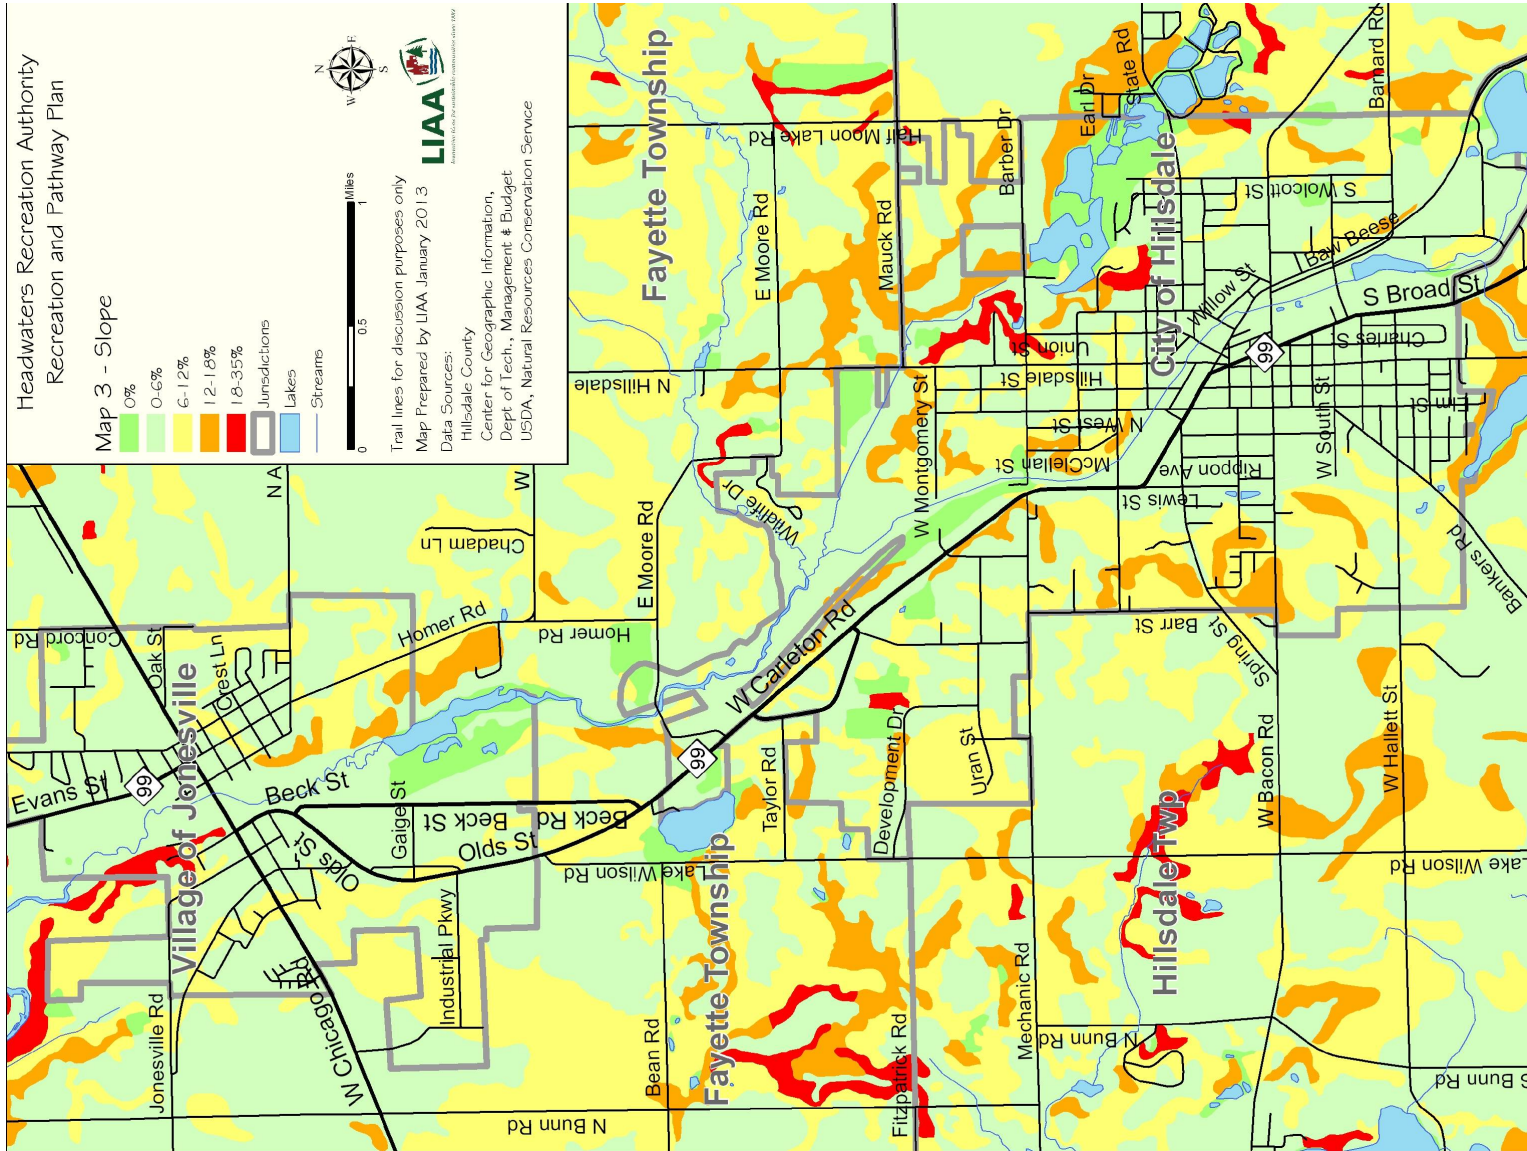 Headwaters Recreation Authority
Recreation and Pathway Plan
Map 3 - Slope
0%
0-6%
6-12%
12-18%
18-35%
Jurisdictions
Lakes
Streams
0
0.5
1
Miles
N
W
E
S
LIAA
Trail lines for discussion purposes only
Map Prepared by LIAA January 2013
Data Sources:
Hillsdale County
Center for Geographic Information,
Dept of Tech., Management & Budget
USDA, Natural Resources Conservation Service
Village of Jonesville
Fayette Township
Fayette Township
City of Hillsdale
Hillsdale Twp
Evans St
99
Concord Rd
Oak St
Crest Ln
N A
W
Chadam Ln
Homer Rd
Homer Rd
E Moore Rd
Beck St
Gaige St
Beck St
Beck Rd
Olds St
Olds St
Lake Wilson Rd
Industrial Pkwy
Jonesville Rd
W Chicago Rd
Bean Rd
N Bunn Rd
99
Taylor Rd
Development Dr
Uran St
W Carleton Rd
Fitzpatrick Rd
Mechanic Rd
N Bunn Rd
S Bunn Rd
W Bacon Rd
W Hallett St
Lake Wilson Rd
Wildlife Dr
N Hillsdale
E Moore Rd
Half Moon Lake Rd
Mauck Rd
Barber Dr
Earl Dr
State Rd
Barnard Rd
S Wolcott St
Baw Beese
Willow St
S Broad St
Charles St
99
Union St
Hillsdale St
W Montgomery St
N West St
McClellan St
Rippon Ave
Lewis St
W South St
Elm St
Barr St
Spring St
Bankers Rd